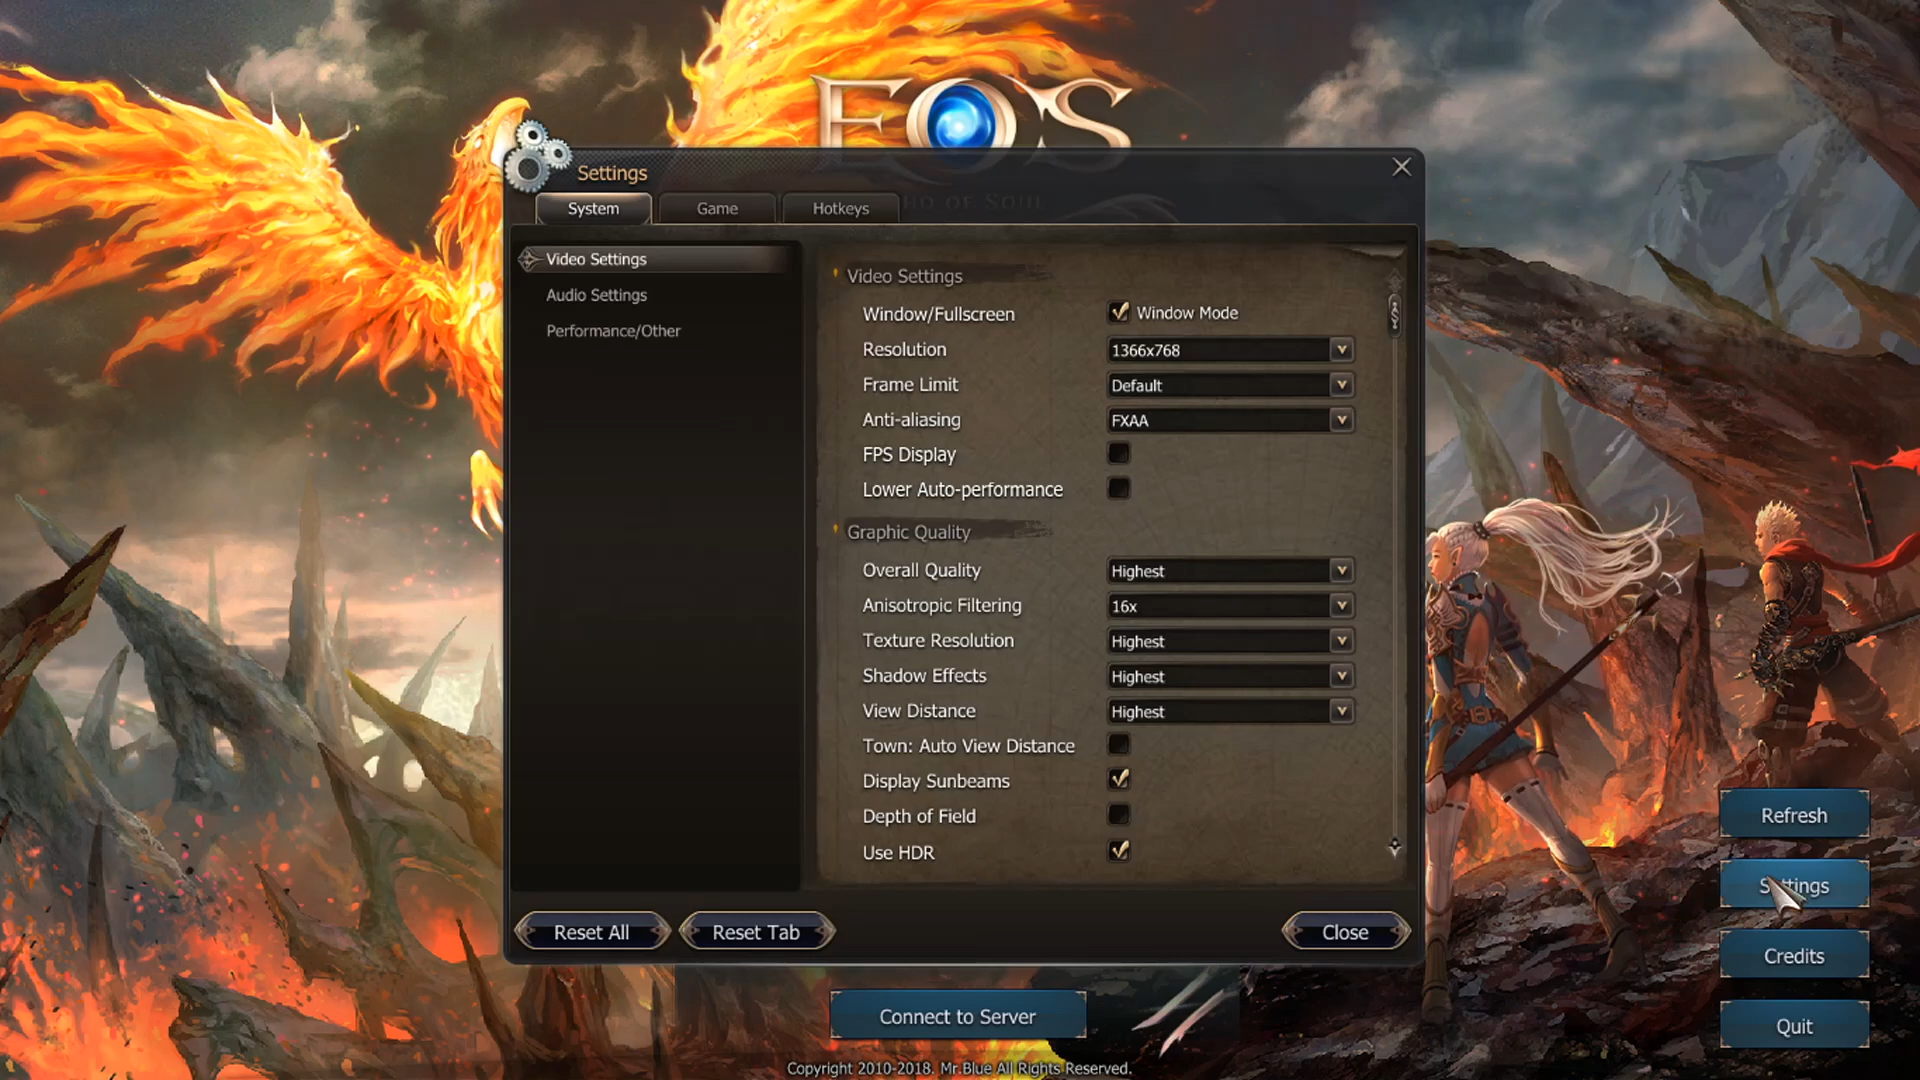 EOS
Settings
System
Game
Hotkeys
Video Settings
Audio Settings
Performance/Other
Video Settings
Window/Fullscreen
Window Mode
Resolution
1366x768
Frame Limit
Default
Anti-aliasing
FXAA
FPS Display
Lower Auto-performance
Graphic Quality
Overall Quality
Highest
Anisotropic Filtering
16x
Texture Resolution
Highest
Shadow Effects
Highest
View Distance
Highest
Town: Auto View Distance
Display Sunbeams
Depth of Field
Use HDR
Reset All
Reset Tab
Close
Refresh
Settings
Credits
Quit
Connect to Server
Copyright 2010-2018. Mr.Blue All Rights Reserved.